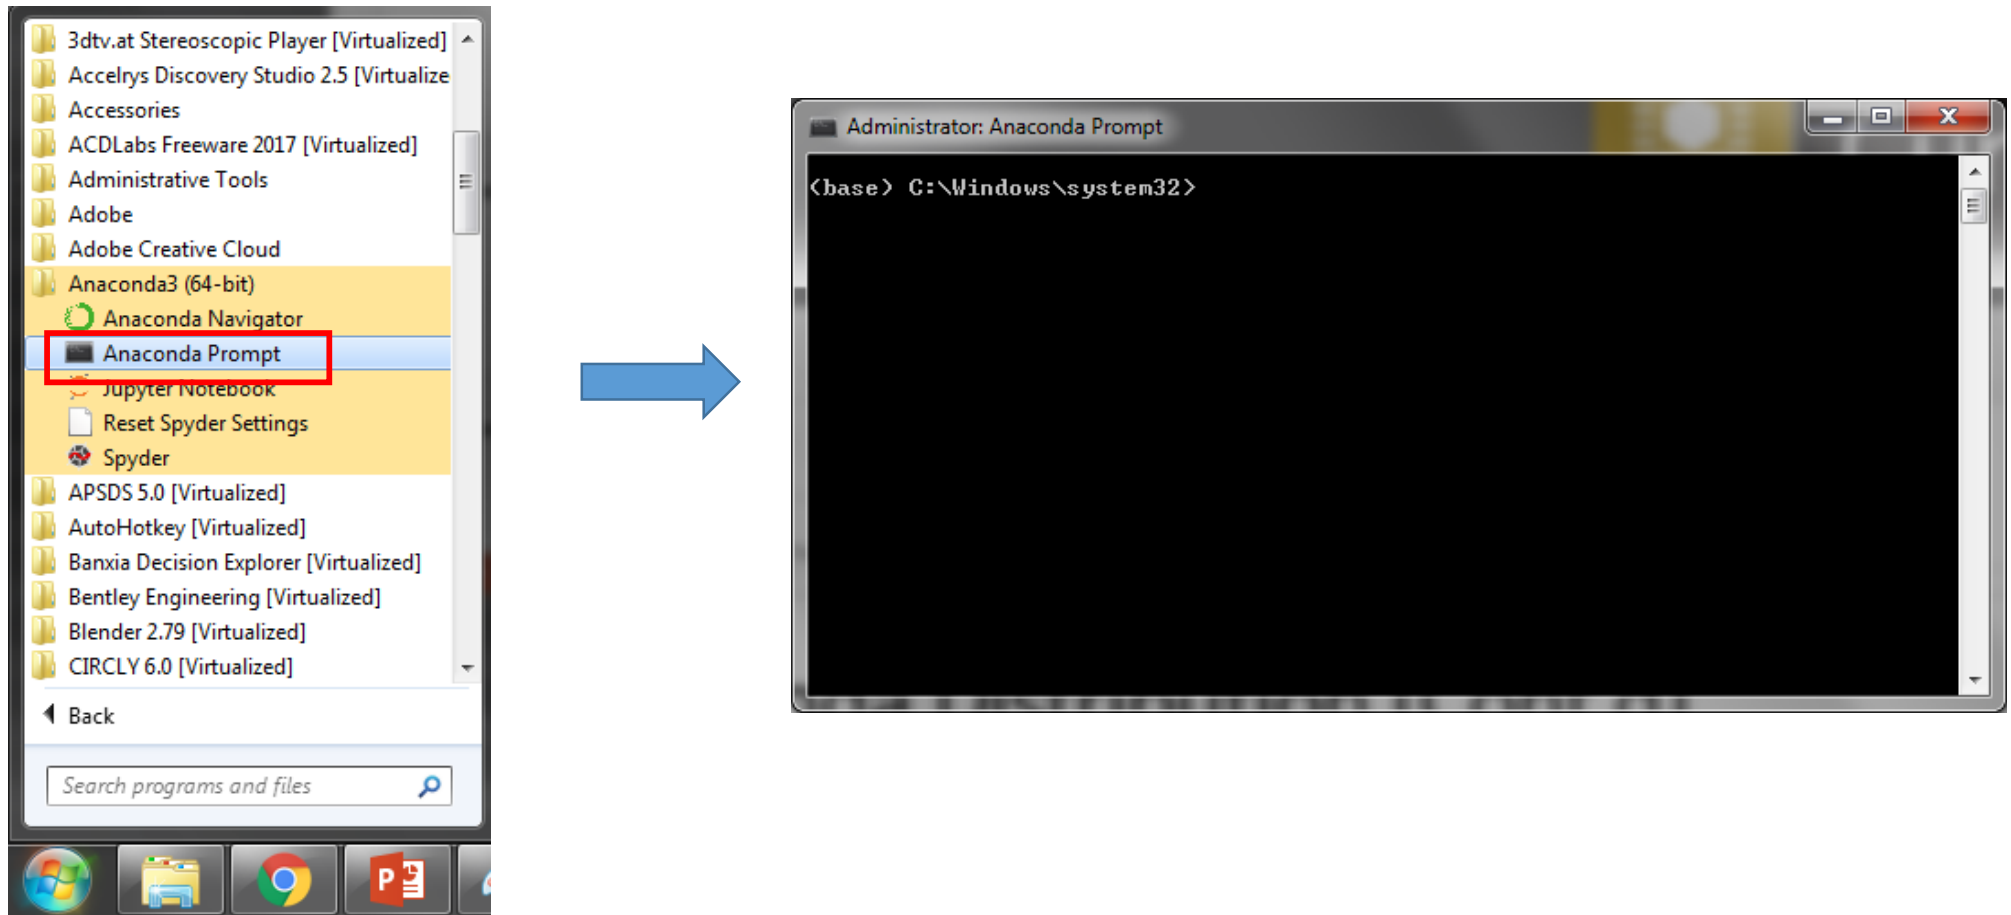 3dtv.at Stereoscopic Player [Virtualized]
Accelrys Discovery Studio 2.5 [Virtualize
Accessories
ACDLabs Freeware 2017 [Virtualized]
Administrative Tools
Adobe
Adobe Creative Cloud
Anaconda3 (64-bit)
Anaconda Navigator
Anaconda Prompt
Jupyter Notebook
Reset Spyder Settings
Spyder
APSDS 5.0 [Virtualized]
AutoHotkey [Virtualized]
Banxia Decision Explorer [Virtualized]
Bentley Engineering [Virtualized]
Blender 2.79 [Virtualized]
CIRCLY 6.0 [Virtualized]
Back
Search programs and files
P
Administrator: Anaconda Prompt
(base) C:\Windows\system32>